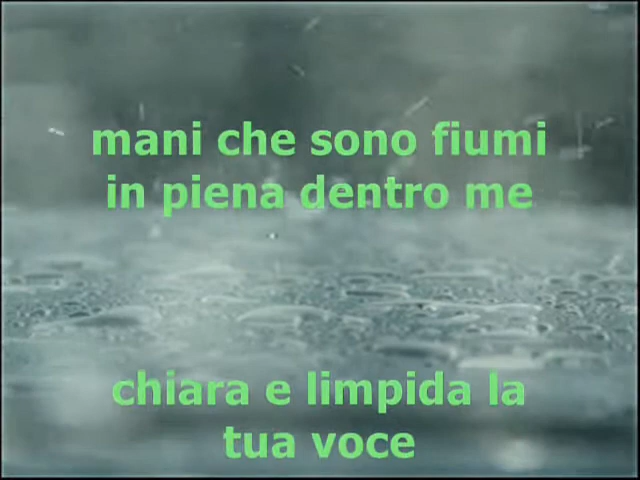 mani che sono fiumi
in piena dentro me
chiara e limpida la
tua voce